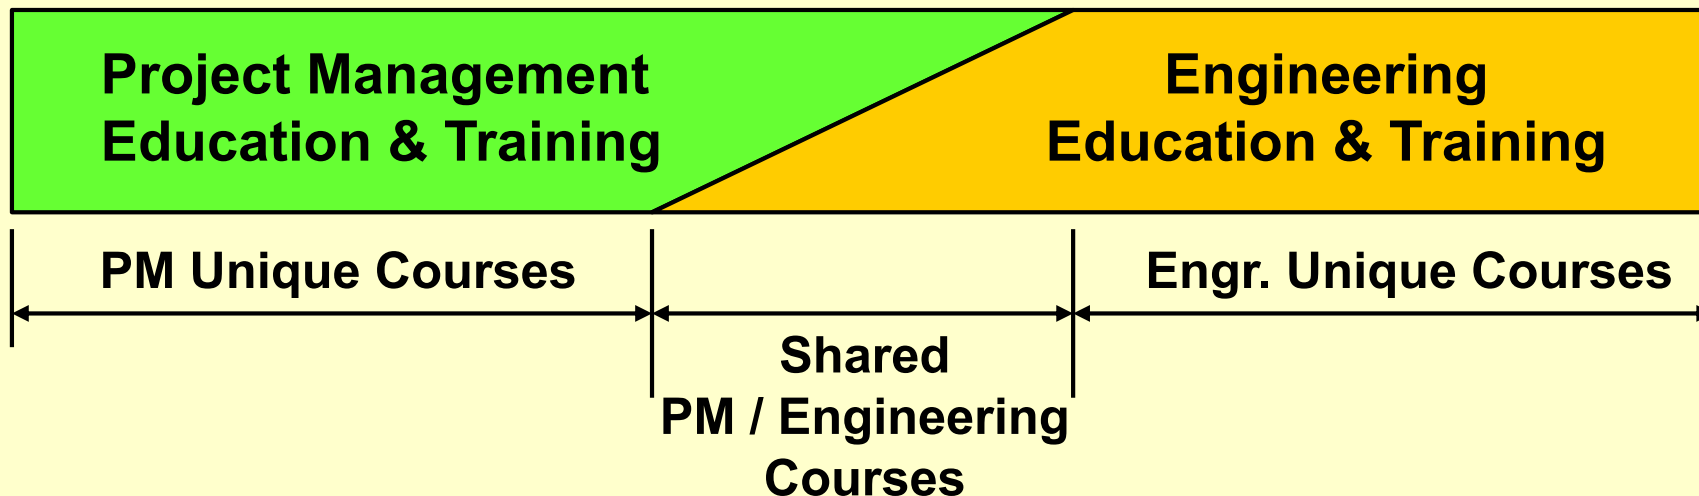 Project Management
Education & Training
Engineering
Education & Training
PM Unique Courses
Engr. Unique Courses
Shared
PM / Engineering
Courses